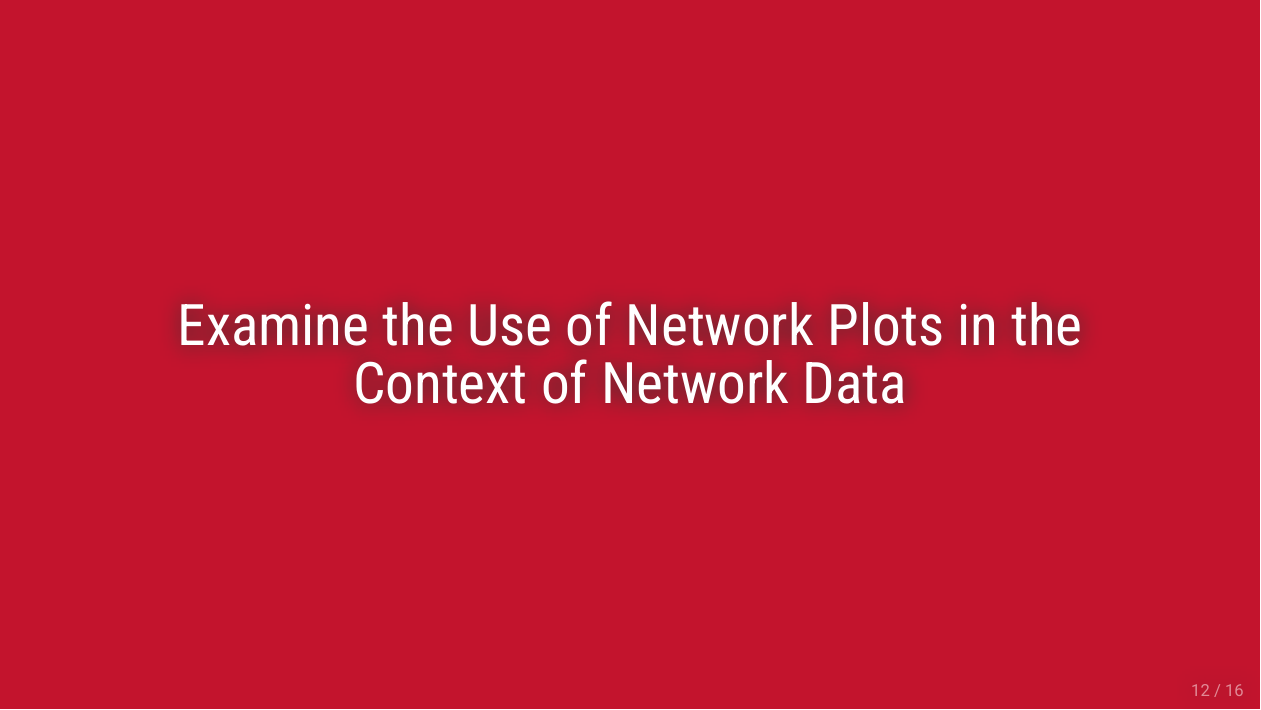 Examine the Use of Network Plots in the
Context of Network Data
12 / 16